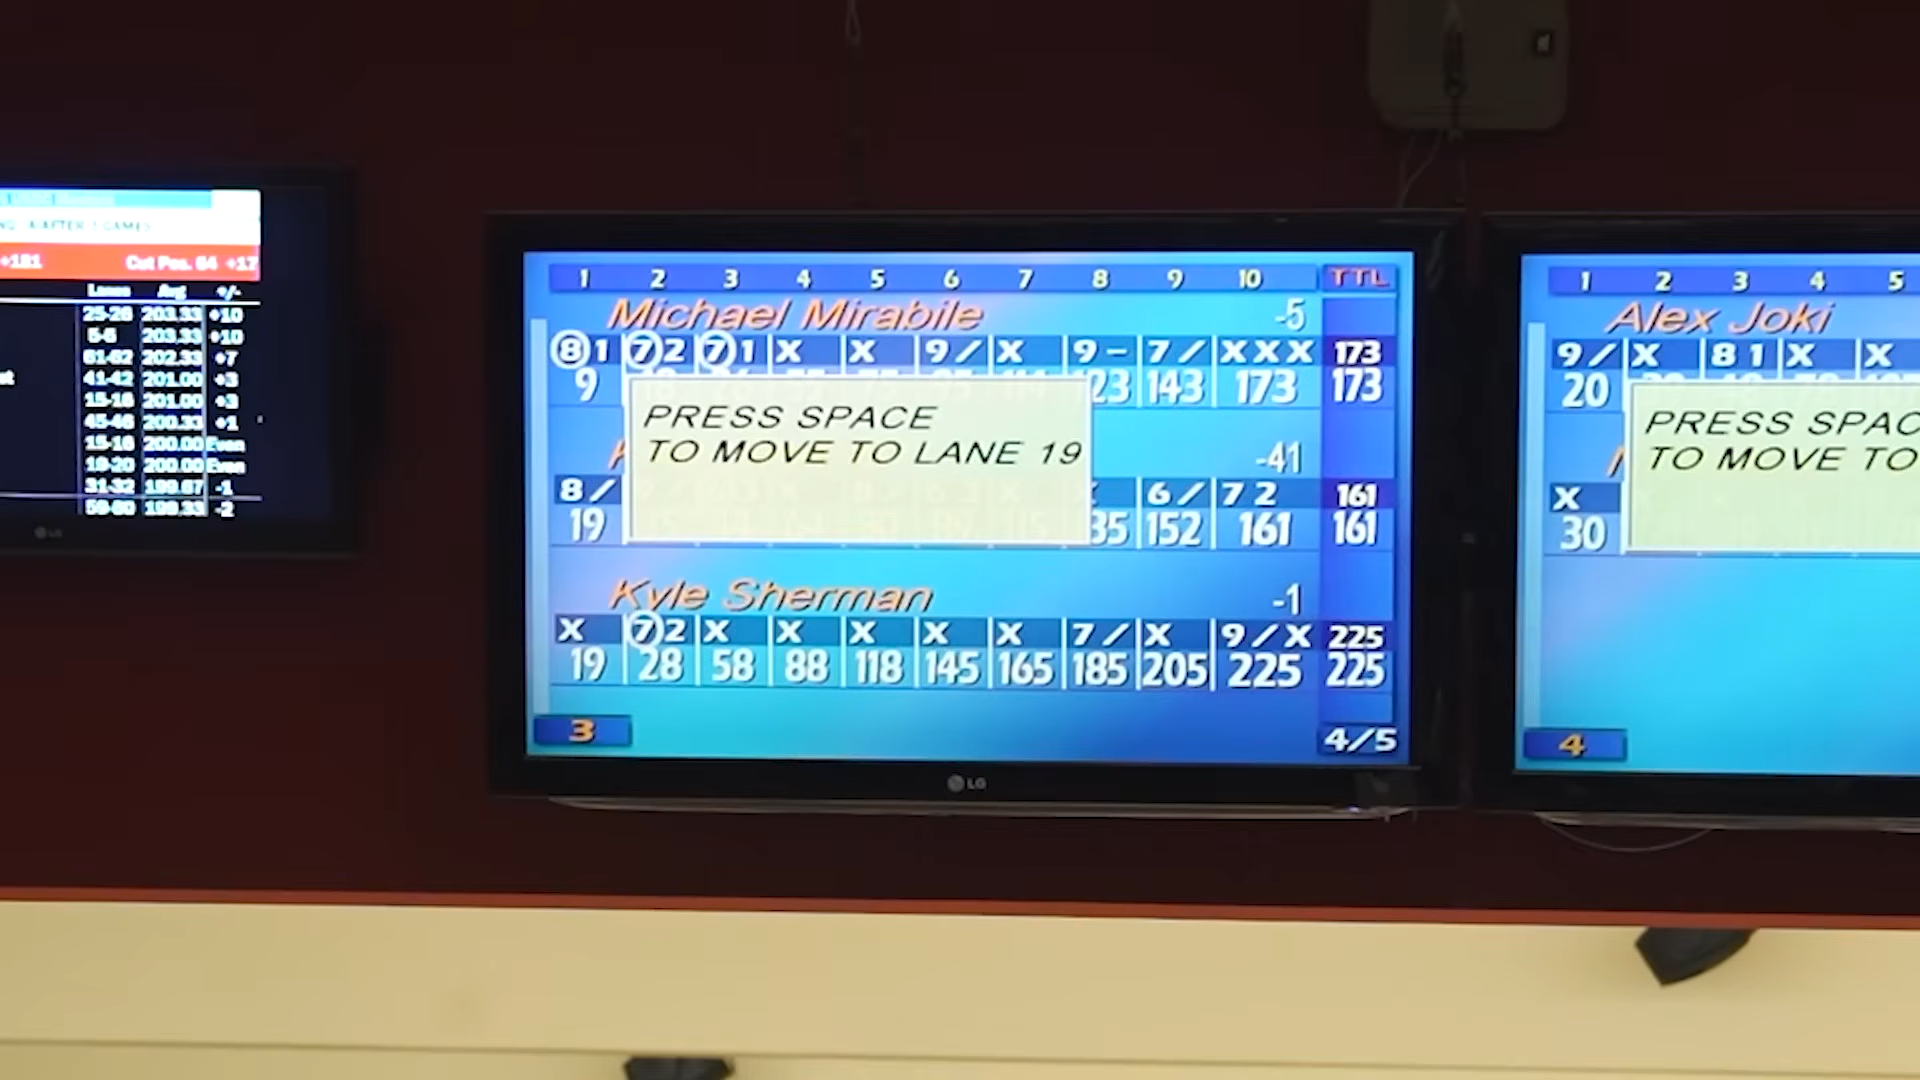 +181 Cut Pos. 64 +17
Lanes Avg +/-
25-26 203.33 +10
5-6 203.33 +10
61-62 202.33 +7
41-42 201.00 +3
15-16 201.00 +3
45-46 200.33 +1
15-16 200.00 Even
19-20 200.00 Even
31-32 199.67 -1
59-60 199.33 -2
LG
1 2 3 4 5 6 7 8 9 10 TTL
Michael Mirabile -5
8 1 7 2 7 1 X X 9 / X 9 - 7 / X X X 173
9 143 173 173
PRESS SPACE
TO MOVE TO LANE 19
-41
8 / 6 / 7 2 161
19 152 161 161
Kyle Sherman -1
X 7 2 X X X X X 7 / X 9 / X 225
19 28 58 88 118 145 165 185 205 225 225
3 4/5
LG
1 2 3 4 5
Alex Joki
9 / X 8 1 X X
20
PRESS SPAC
TO MOVE TO
X
30
4